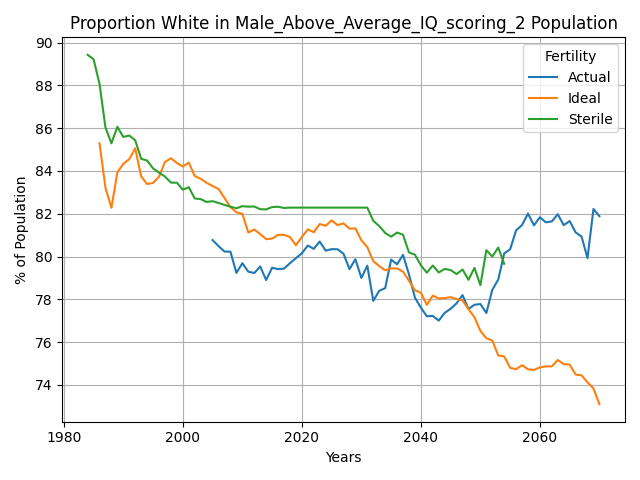 Proportion White in Male_Above_Average_IQ_scoring_2 Population
90
88
86
84
82
80
78
76
74
% of Population
Fertility
Actual
Ideal
Sterile
1980
2000
2020
2040
2060
Years